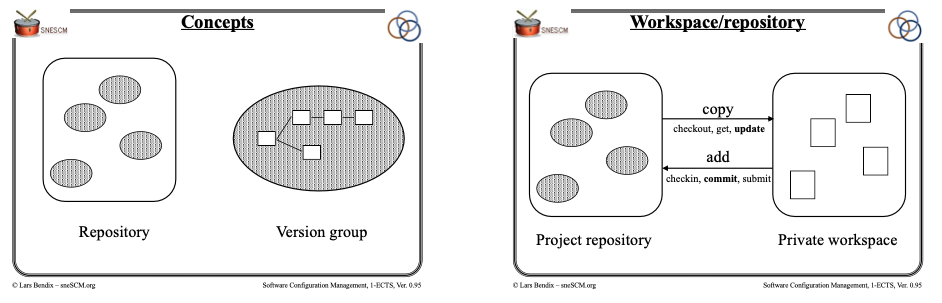 SNESCM
Concepts
Repository
Version group
© Lars Bendix – sneSCM.org
Software Configuration Management, 1-ECTS, Ver. 0.95
SNESCM
Workspace/repository
copy
checkout, get, update
add
checkin, commit, submit
Project repository
Private workspace
© Lars Bendix – sneSCM.org
Software Configuration Management, 1-ECTS, Ver. 0.95